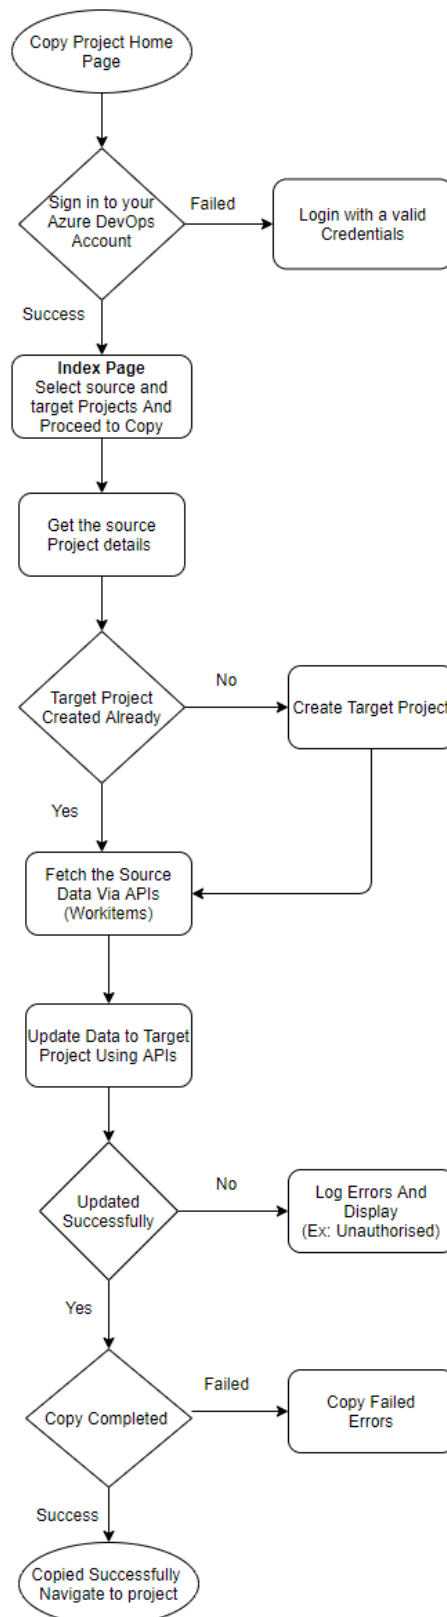 Copy Project Home
Page
Sign in to your
Azure DevOps
Account
Failed
Login with a valid
Credentials
Success
Index Page
Select source and
target Projects And
Proceed to Copy
Get the source
Project details
Target Project
Created Already
No
Create Target Project
Yes
Fetch the Source
Data Via APIs
(Workitems)
Update Data to Target
Project Using APIs
Updated
Successfully
No
Log Errors And
Display
(Ex: Unauthorised)
Yes
Copy Completed
Failed
Copy Failed
Errors
Success
Copied Successfully
Navigate to project